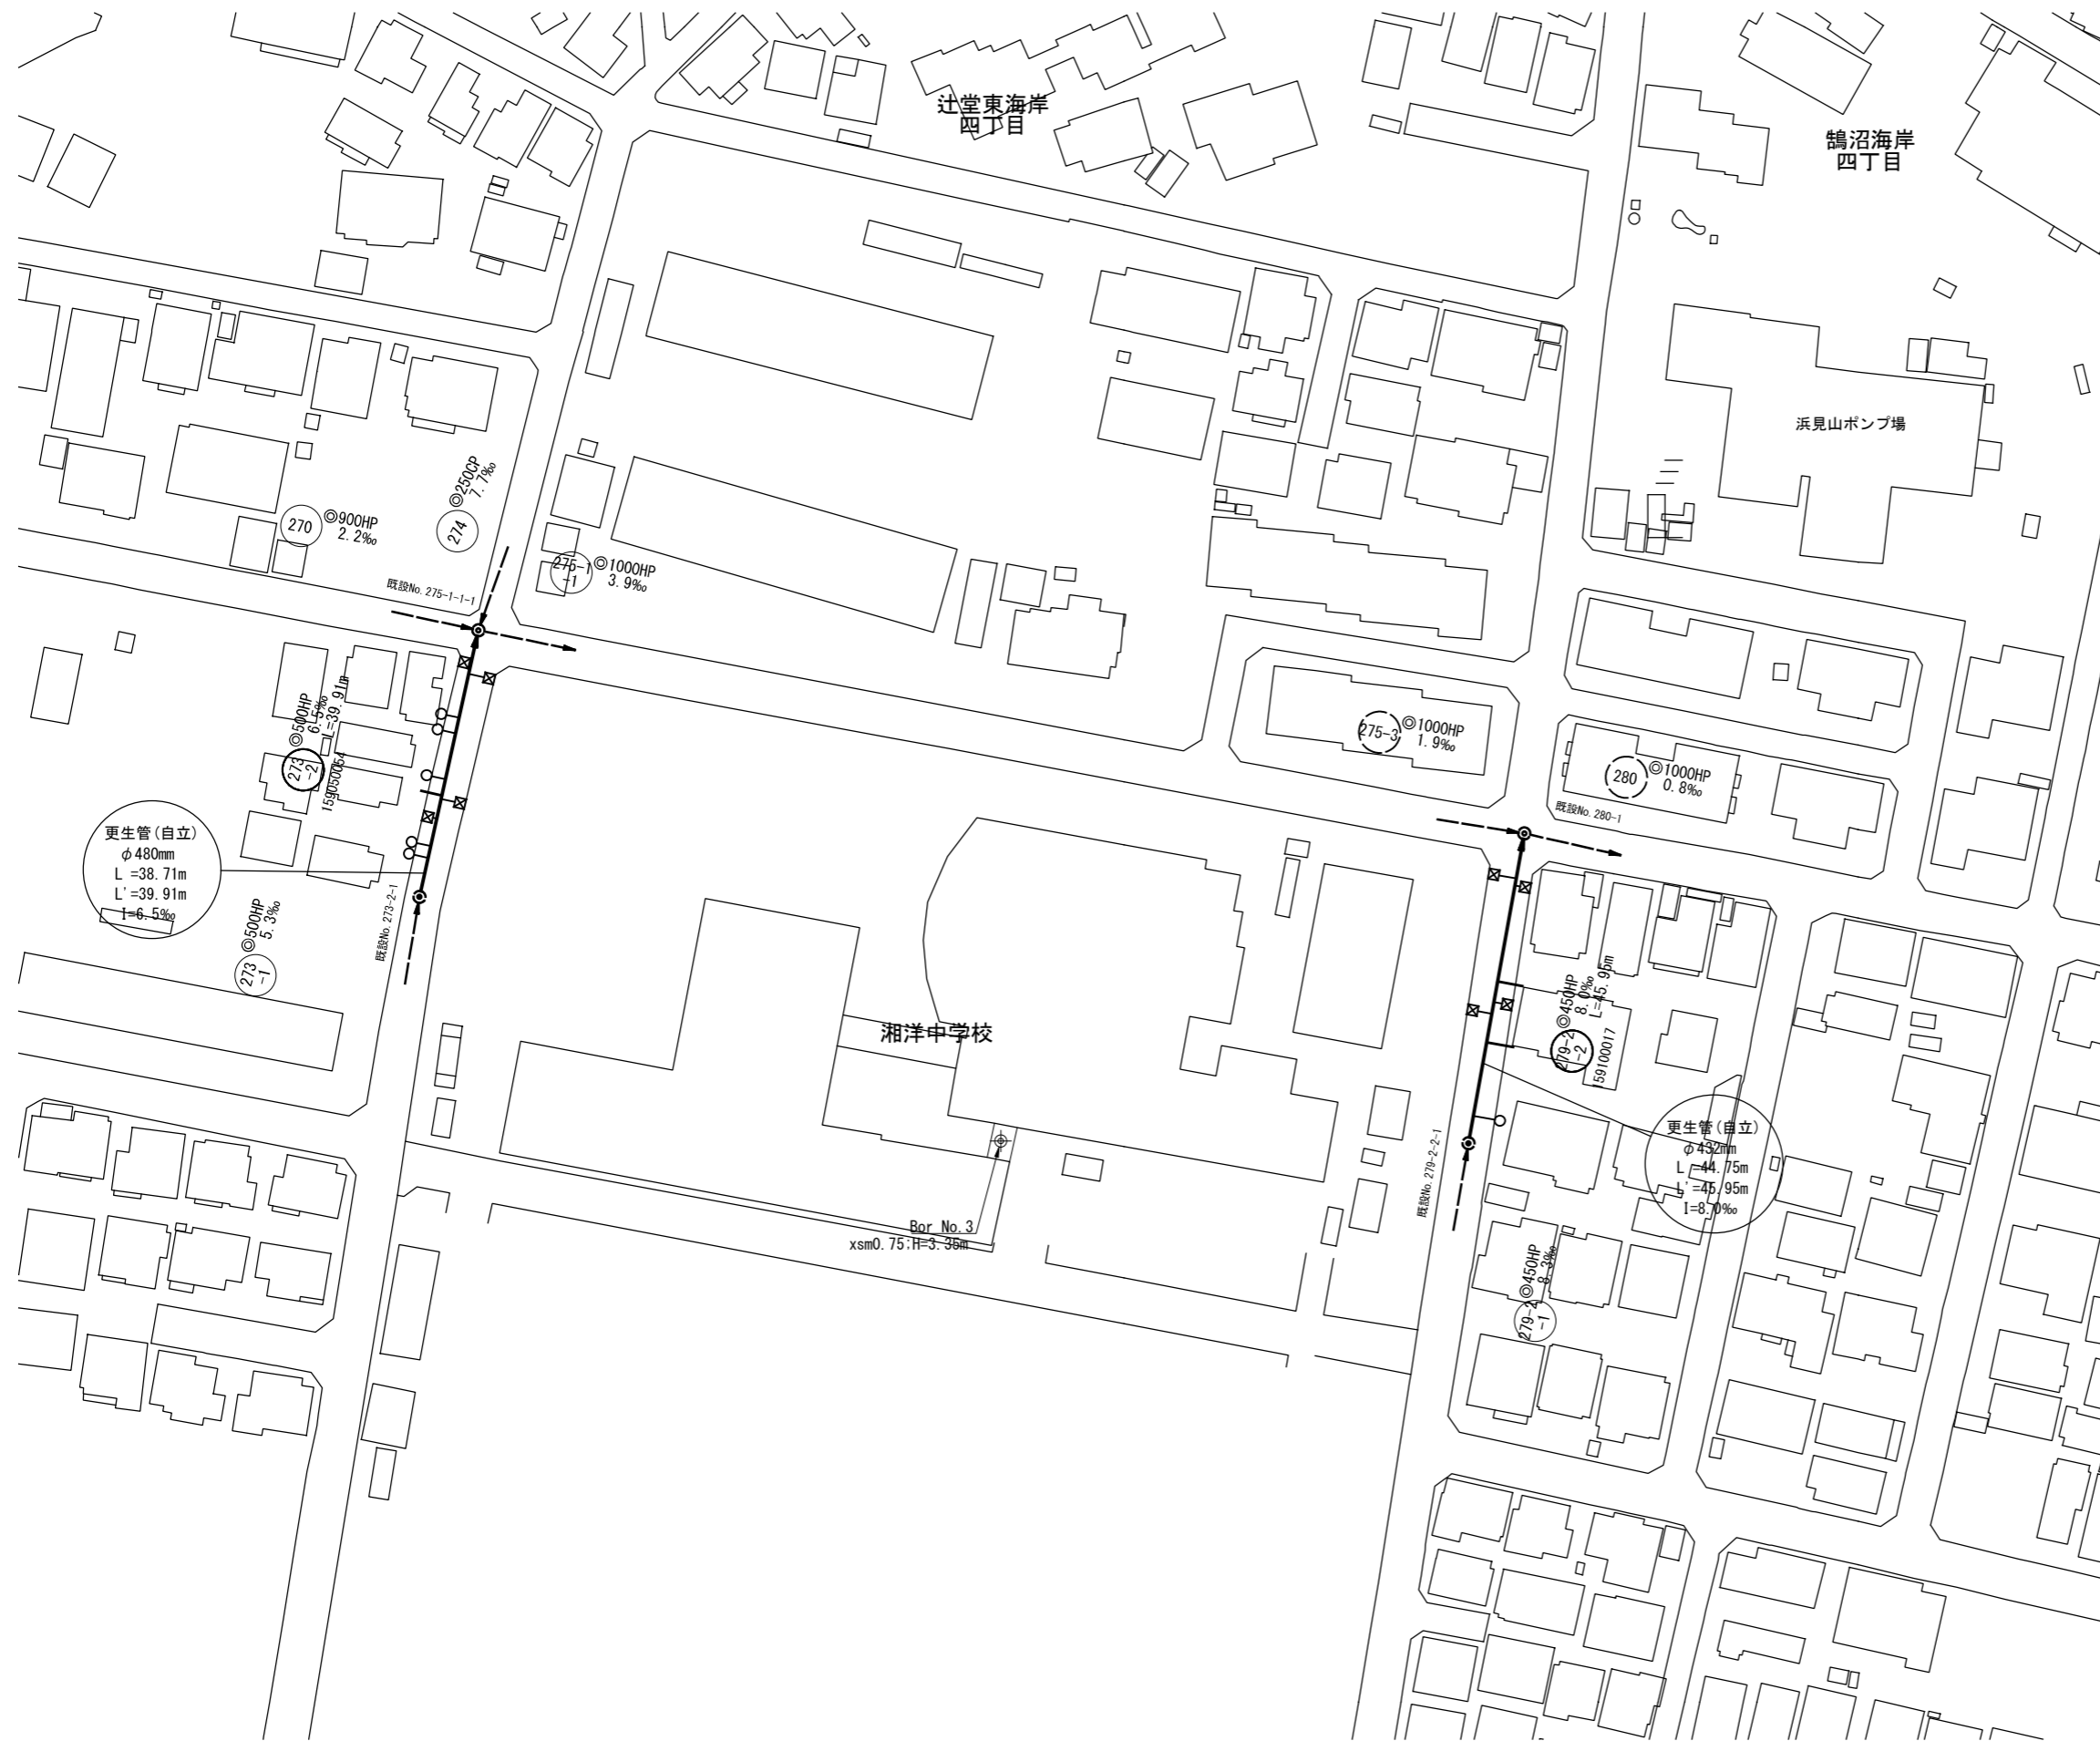 辻堂東海岸
四丁目
鵠沼海岸
四丁目
浜見山ポンプ場
◎250CP
7.7‰
274
270
◎900HP
2.2‰
275-1
-1
◎1000HP
3.9‰
既設No.275-1-1-1
◎500HP
6.5‰
L=39.91m
273
-2
159050054
更生管(自立)
φ480mm
L =38.71m
L'=39.91m
I=6.5‰
◎500HP
5.3‰
273
-1
既設No.273-2-1
275-3
◎1000HP
1.9‰
280
◎1000HP
0.8‰
既設No.280-1
湘洋中学校
◎450HP
8.0‰
L=45.95m
279-2
-2
159100017
更生管(自立)
φ432mm
L =44.75m
L'=45.95m
I=8.0‰
既設No.279-2-2-1
Bor No.3
xsm0.75:H=3.35m
◎450HP
8.3‰
279-2
-1